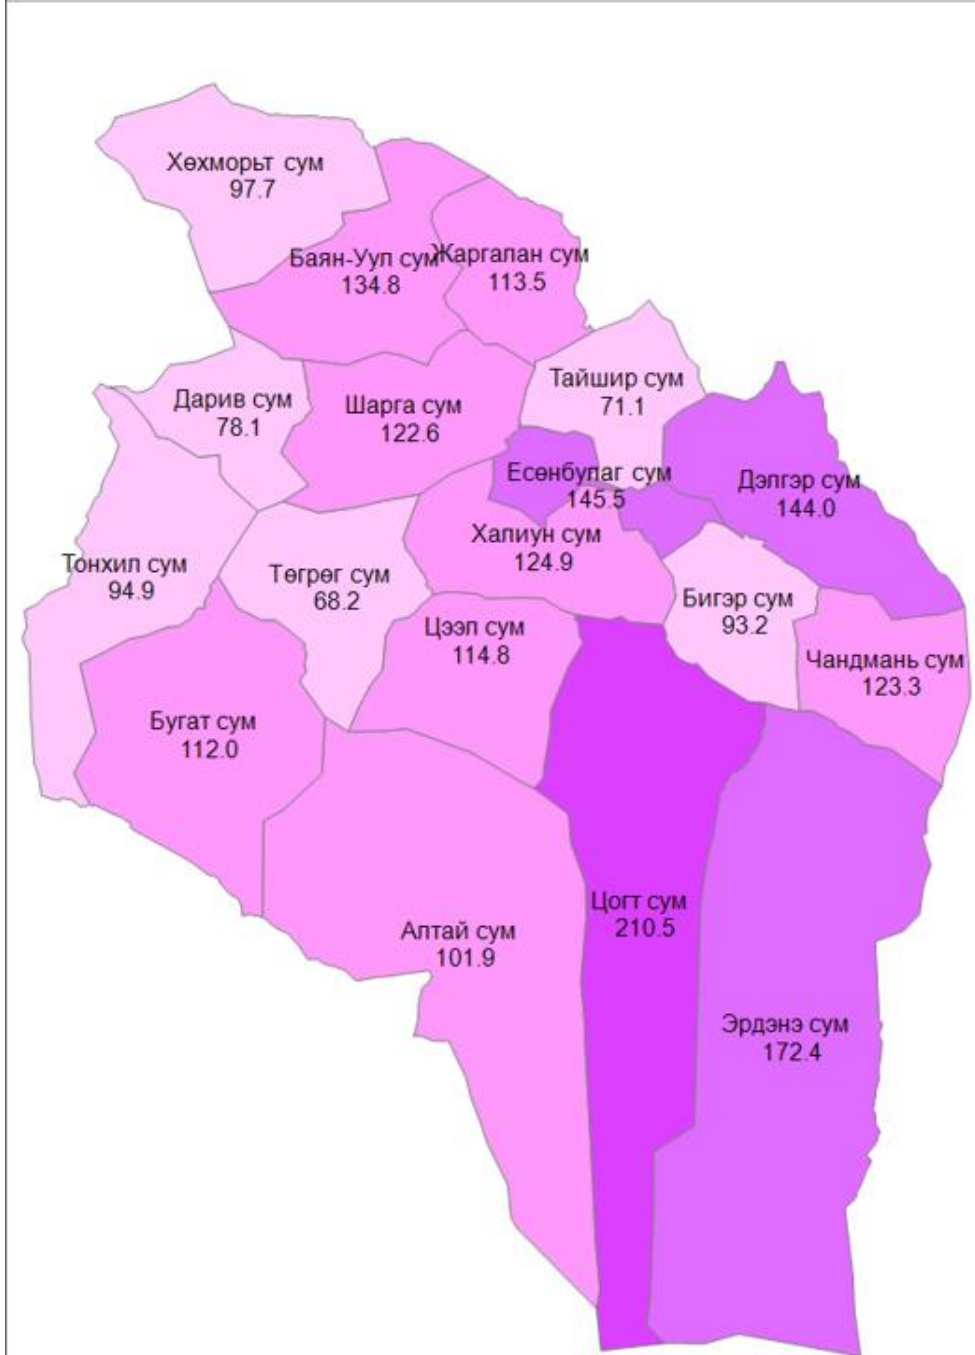 Хөхморьт сум
97.7
Баян-Уул сум
134.8
Жаргалан сум
113.5
Тайшир сум
71.1
Дарив сум
78.1
Шарга сум
122.6
Есөнбулаг сум
145.5
Дэлгэр сум
144.0
Халиун сум
124.9
Тонхил сум
94.9
Төгрөг сум
68.2
Бигэр сум
93.2
Цээл сум
114.8
Чандмань сум
123.3
Бугат сум
112.0
Цогт сум
210.5
Алтай сум
101.9
Эрдэнэ сум
172.4